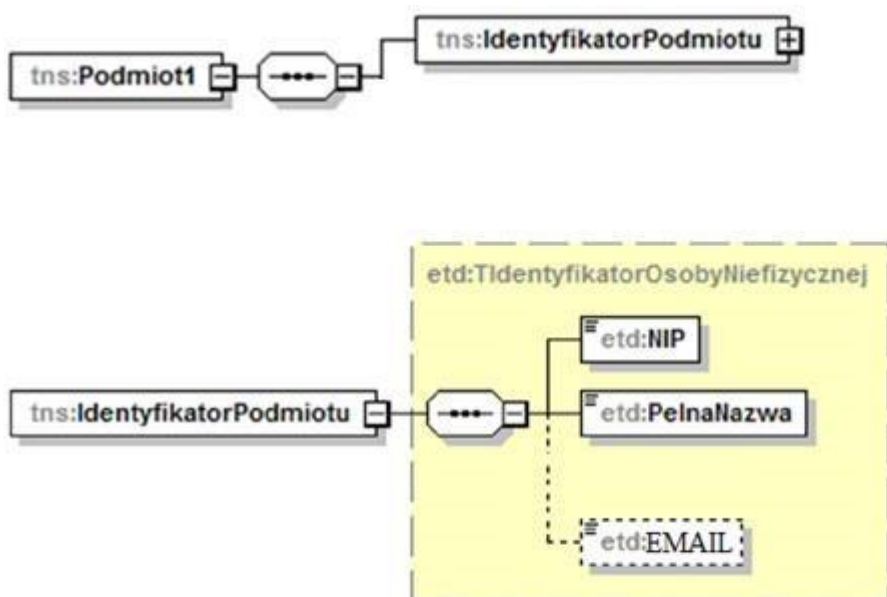 tns:IdentyfikatorPodmiotu
tns:Podmiot1
etd:TIdentyfikatorOsobyNiefizycznej
etd:NIP
tns:IdentyfikatorPodmiotu
etd:PelnaNazwa
etd:EMAIL